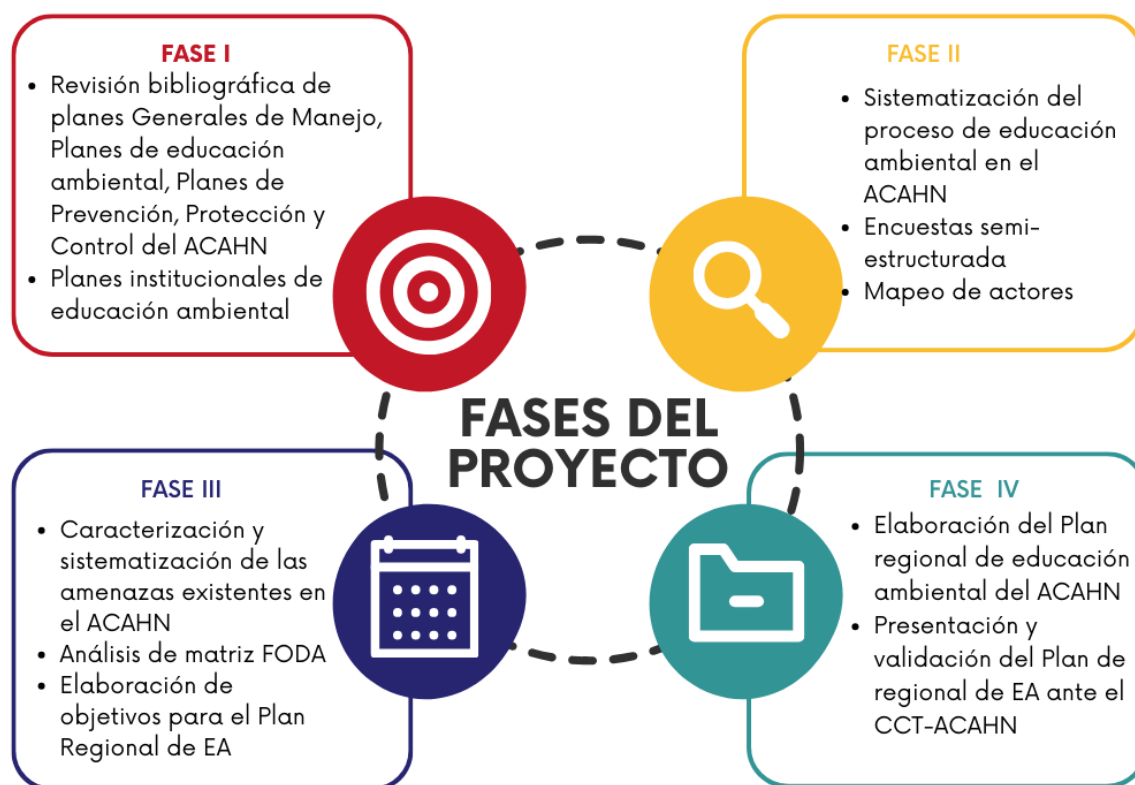 FASE I
• Revisión bibliográfica de
planes Generales de Manejo,
Planes de educación
ambiental, Planes de
Prevención, Protección y
Control del ACAHN
• Planes institucionales de
educación ambiental
FASE II
• Sistematización del
proceso de educación
ambiental en el
ACAHN
• Encuestas semi-
estructurada
• Mapeo de actores
FASES DEL
PROYECTO
FASE III
• Caracterización y
sistematización de las
amenazas existentes en
el ACAHN
• Análisis de matriz FODA
• Elaboración de
objetivos para el Plan
Regional de EA
FASE IV
• Elaboración del Plan
regional de educación
ambiental del ACAHN
• Presentación y
validación del Plan de
regional de EA ante el
CCT-ACAHN